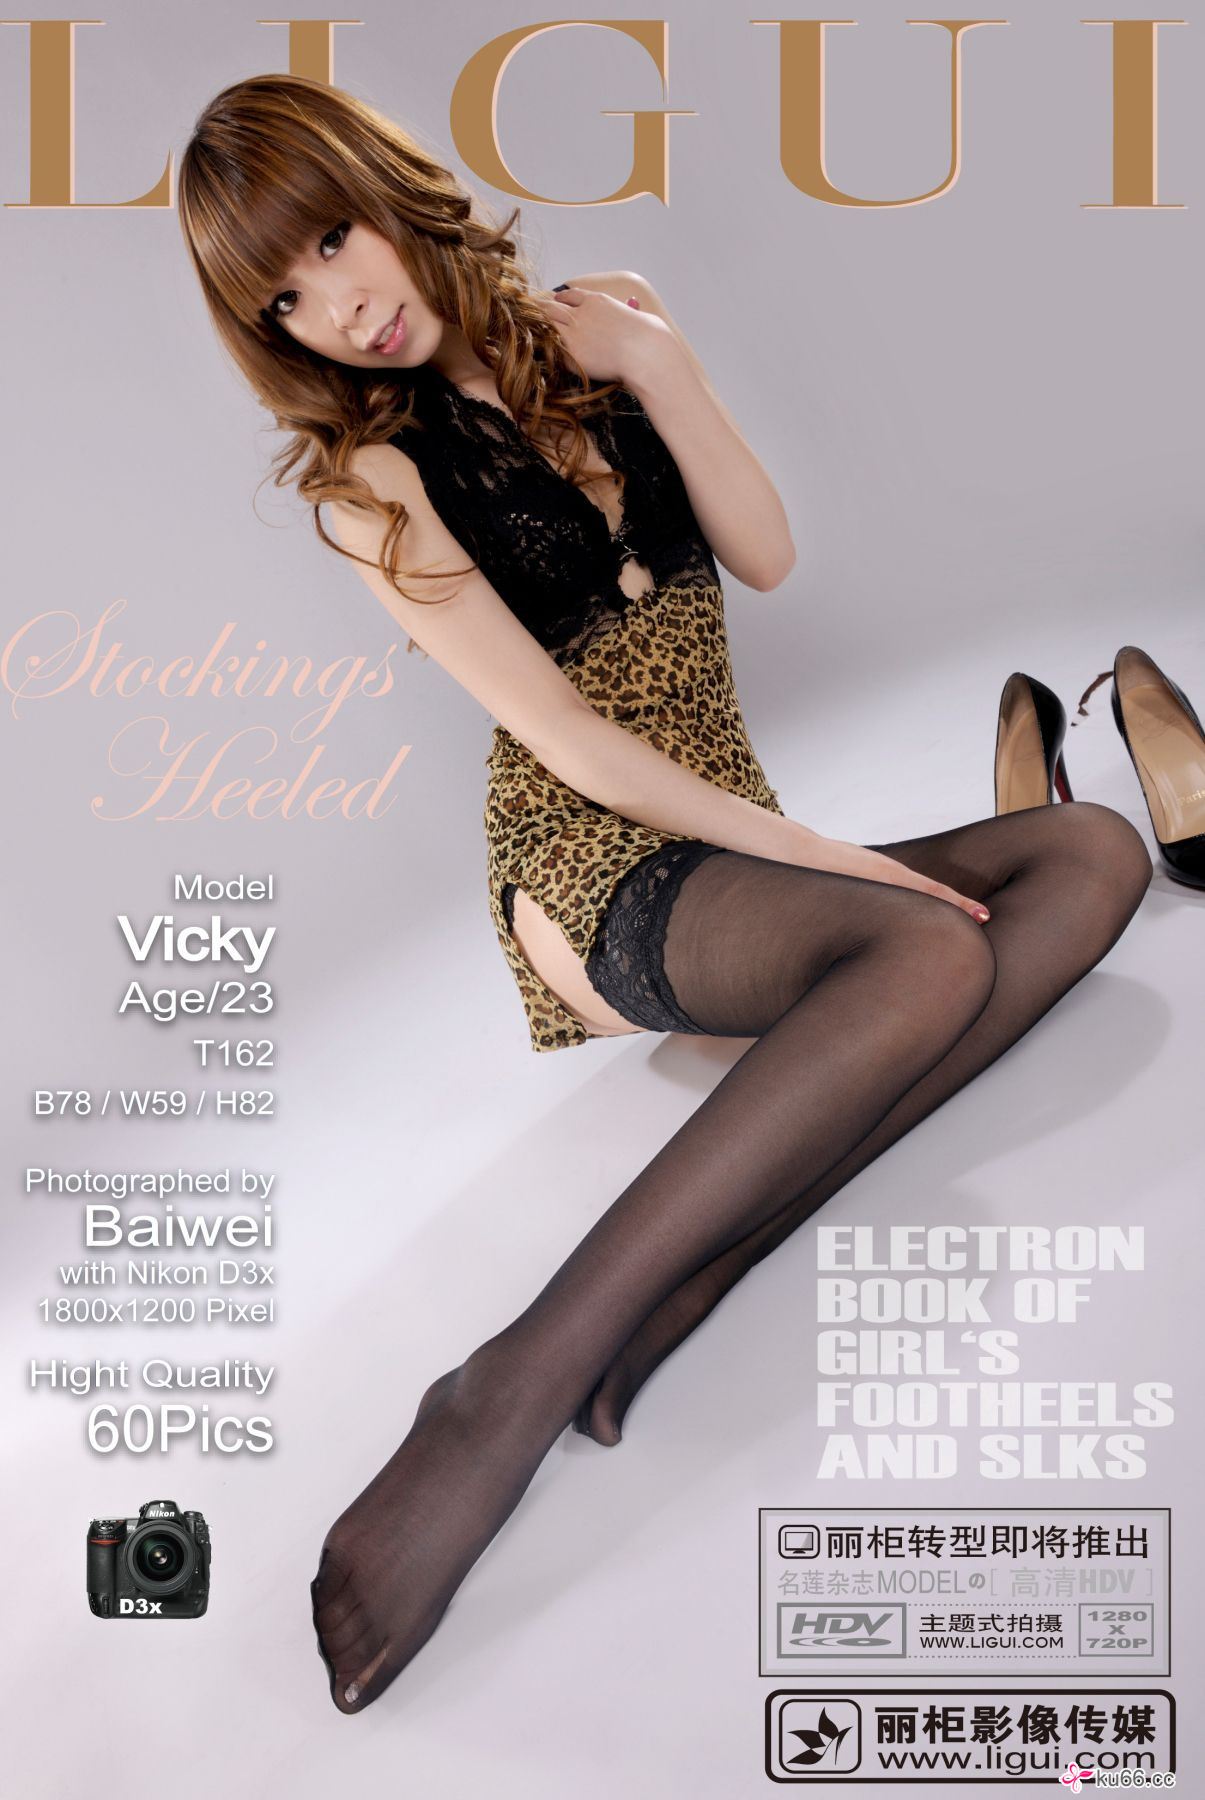 LIGUI
Stockings
Heeled
Model
Vicky
Age/23
T162
B78 / W59 / H82
Photographed by
Baiwei
with Nikon D3x
1800x1200 Pixel
Hight Quality
60Pics
Nikon
D3x
Paris
ELECTRON
BOOK OF
GIRL'S
FOOTHEELS
AND SLKS
丽柜转型即将推出
名莲杂志MODELの[ 高清HDV ]
HDV 主题式拍摄 1280
WWW.LIGUI.COM X
720P
丽柜影像传媒
www.ligui.com
ku66.cc